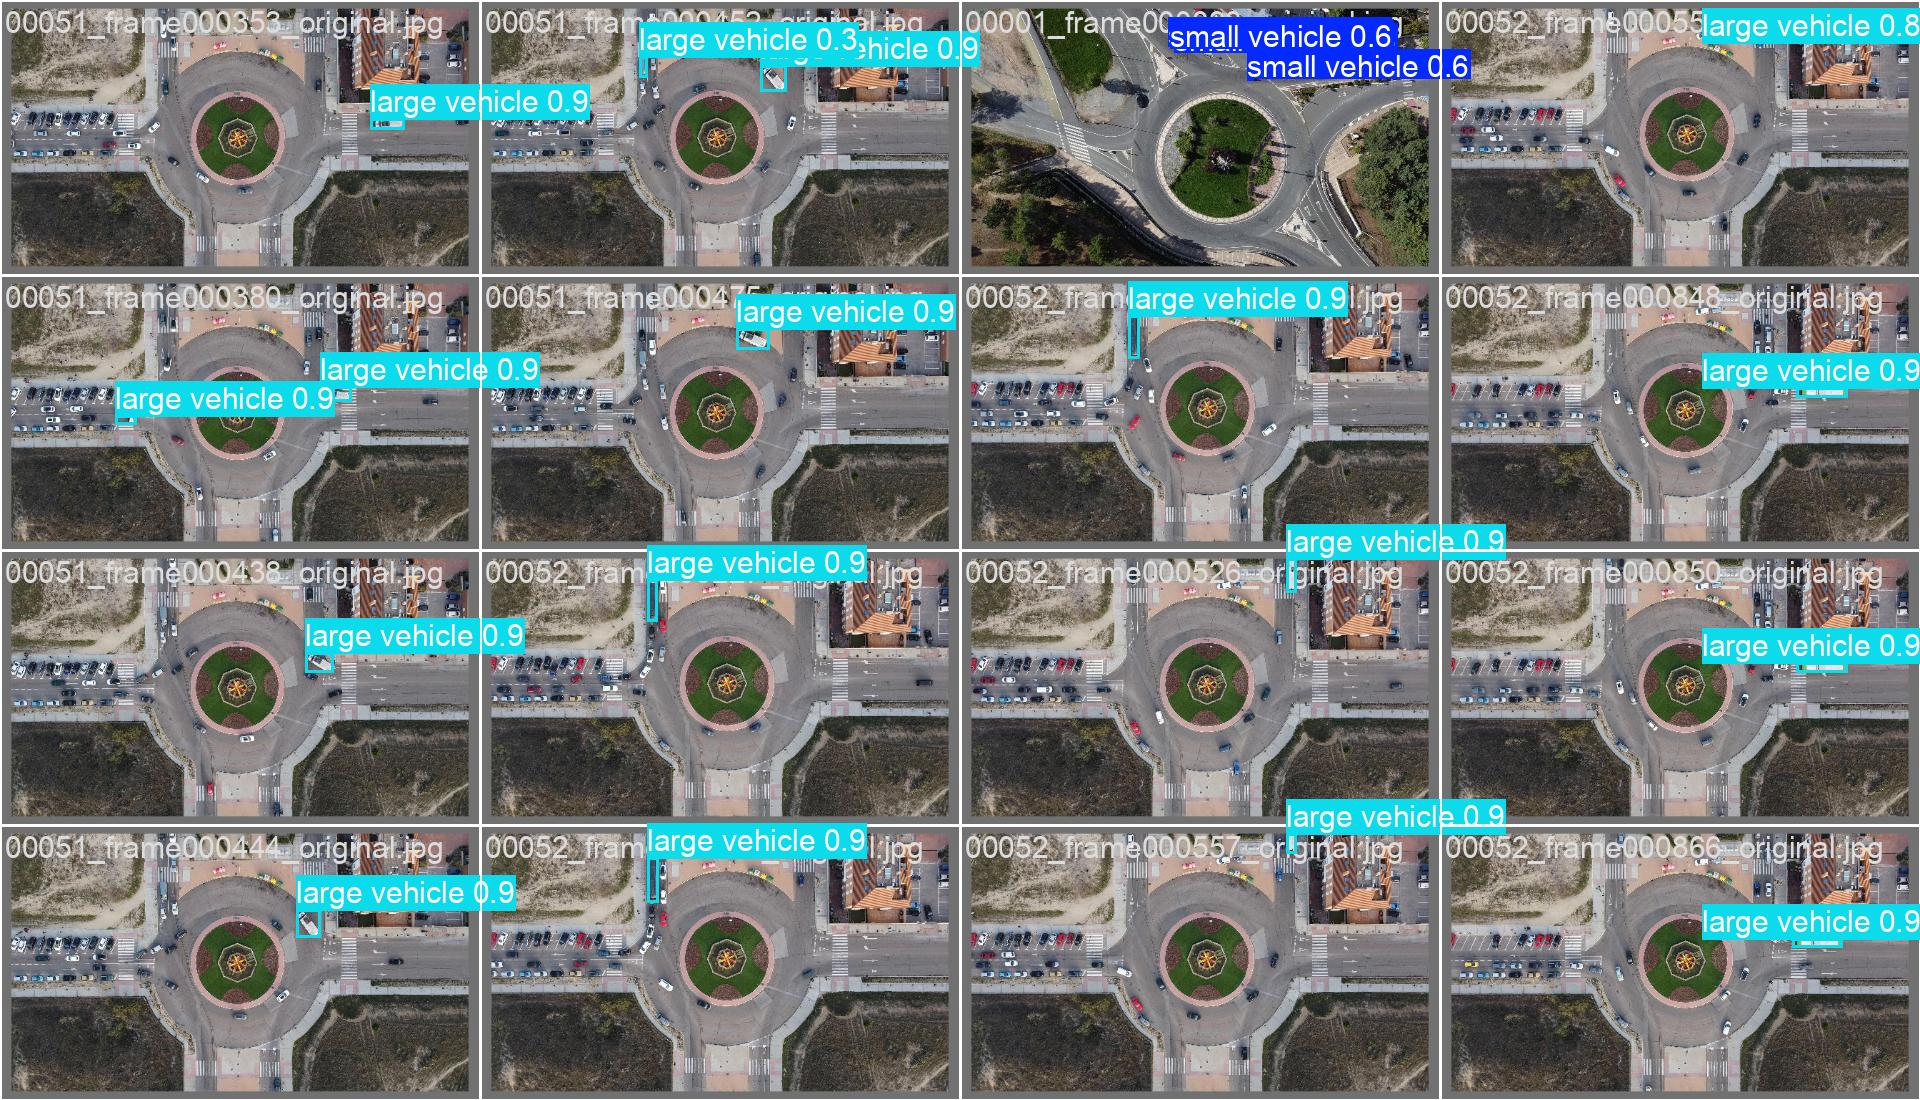 00051_frame000353_original.jpg
large vehicle 0.9
large vehicle 0.3
large vehicle 0.9
small vehicle 0.6
small vehicle 0.6
large vehicle 0.8
00051_frame000380_original.jpg
large vehicle 0.9
large vehicle 0.9
large vehicle 0.9
large vehicle 0.9
00052_frame000848_original.jpg
large vehicle 0.9
00051_frame000438_original.jpg
large vehicle 0.9
large vehicle 0.9
00052_frame000526_original.jpg
large vehicle 0.9
00052_frame000850_original.jpg
large vehicle 0.9
00051_frame000444_original.jpg
large vehicle 0.9
large vehicle 0.9
00052_frame000557_original.jpg
large vehicle 0.9
00052_frame000866_original.jpg
large vehicle 0.9